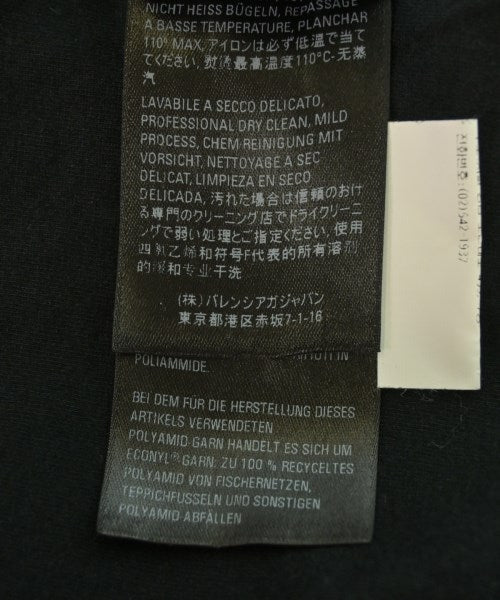 NICHT HEISS BÜGELN, REPASSAGE
A BASSE TEMPERATURE, PLANCHAR
110° MAX, アイロンは必ず低温で当て
てください, 熨烫最高温度110°C-无蒸
汽
LAVABILE A SECCO DELICATO,
PROFESSIONAL DRY CLEAN, MILD
PROCESS, CHEM REINIGUNG MIT
VORSICHT, NETTOYAGE A SEC
DELICAT, LIMPIEZA EN SECO
DELICADA, 汚れた場合は信頼のおけ
る専門のクリーニング店でドライクリーニ
ングで弱い処理とご指定ください, 使用
四氯乙烯和符号F代表的所有溶剂
的缓和专业干洗
(株) バレンシアガジャパン
東京都港区赤坂7-1-16
POLIAMMIDE.
BEI DEM FÜR DIE HERSTELLUNG DIESES
ARTIKELS VERWENDETEN
POLYAMID GARN HANDELT ES SICH UM
ECONYL® GARN: ZU 100 % RECYCELTES
POLYAMID VON FISCHERNETZEN,
TEPPICHFUSSELN UND SONSTIGEN
POLYAMID ABFÄLLEN
전화번호: (02)542-1937